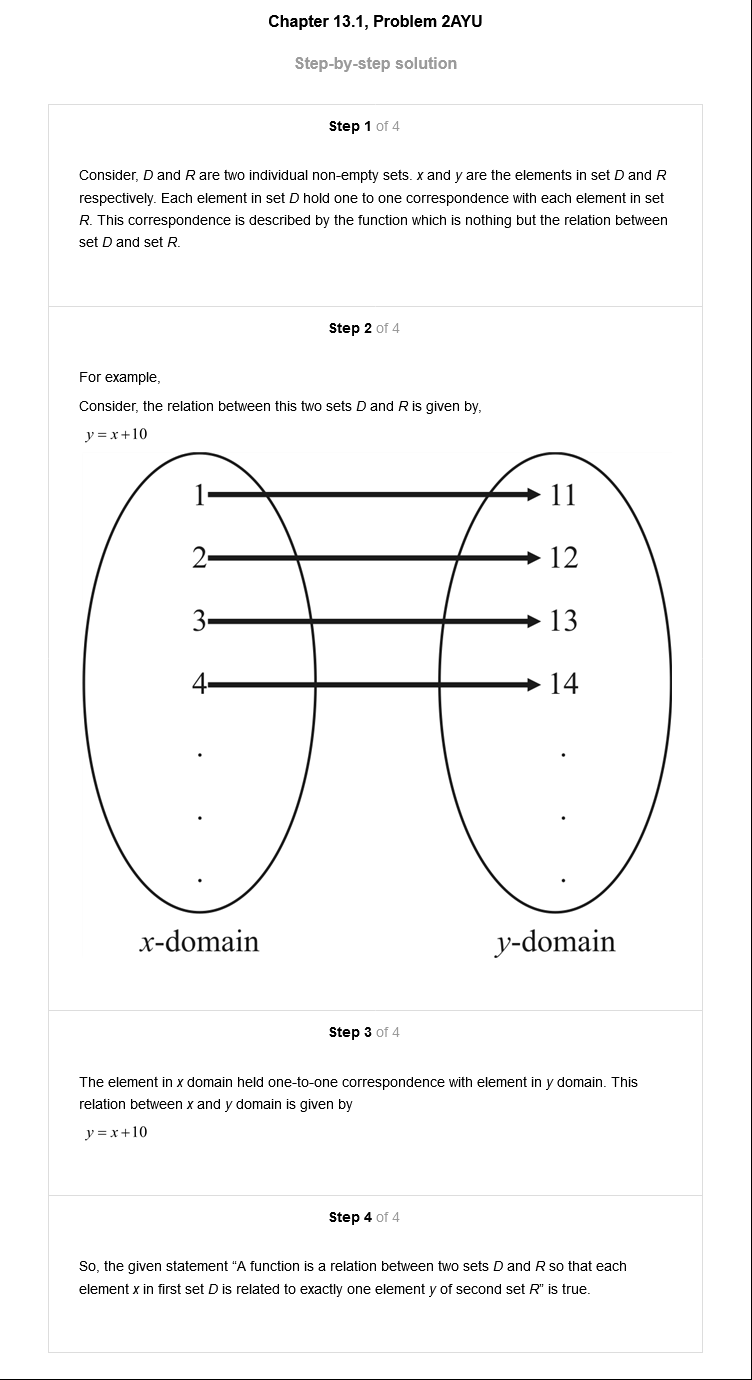 Chapter 13.1, Problem 2AYU
Step-by-step solution
Step 1 of 4
Consider, D and R are two individual non-empty sets. x and y are the elements in set D and R
respectively. Each element in set D hold one to one correspondence with each element in set
R. This correspondence is described by the function which is nothing but the relation between
set D and set R.
Step 2 of 4
For example,
Consider, the relation between this two sets D and R is given by,
y = x+10
1 11
2 12
3 13
4 14
. .
. .
. .
x-domain y-domain
Step 3 of 4
The element in x domain held one-to-one correspondence with element in y domain. This
relation between x and y domain is given by
y = x+10
Step 4 of 4
So, the given statement “A function is a relation between two sets D and R so that each
element x in first set D is related to exactly one element y of second set R” is true.